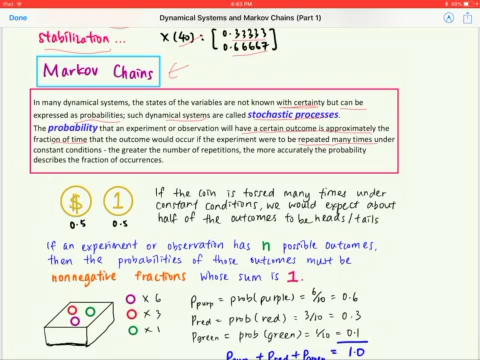 iPad
4:03 PM
83%
Dynamical Systems and Markov Chains (Part 1)
Done
stabilization ...
X (40) : [ 0.33333
0.66667 ]
Markov Chains
In many dynamical systems, the states of the variables are not known with certainty but can be
expressed as probabilities; such dynamical systems are called stochastic processes.
The probability that an experiment or observation will have a certain outcome is approximately the
fraction of time that the outcome would occur if the experiment were to be repeated many times under
constant conditions - the greater the number of repetitions, the more accurately the probability
describes the fraction of occurrences.
$ 1
0.5 0.5
If the coin is tossed many times under
constant conditions, we would expect about
half of the outcomes to be heads/tails
If an experiment or observation has n possible outcomes,
then the probabilities of those outcomes must be
nonnegative fractions whose sum is 1.
x 6
x 3
x 1
Ppurp = prob(purple) = 6/10 = 0.6
Pred = prob (red) = 3/10 = 0.3
Pgreen = prob (green) = 1/10 = 0.1
Ppurp + Pred + Pgreen = 1.0